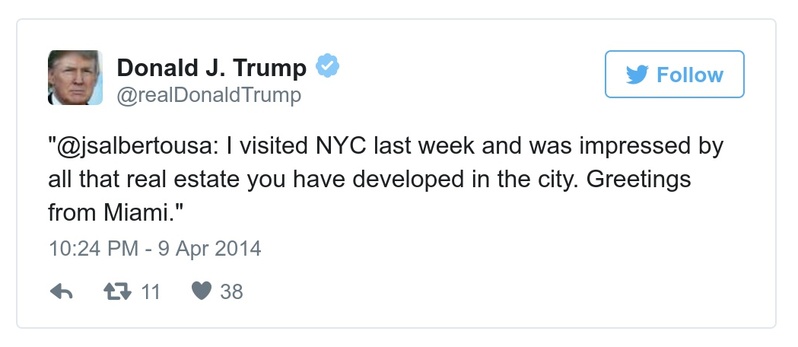 Donald J. Trump
@realDonaldTrump
Follow
"@jsalbertousa: I visited NYC last week and was impressed by
all that real estate you have developed in the city. Greetings
from Miami."
10:24 PM - 9 Apr 2014
11 38